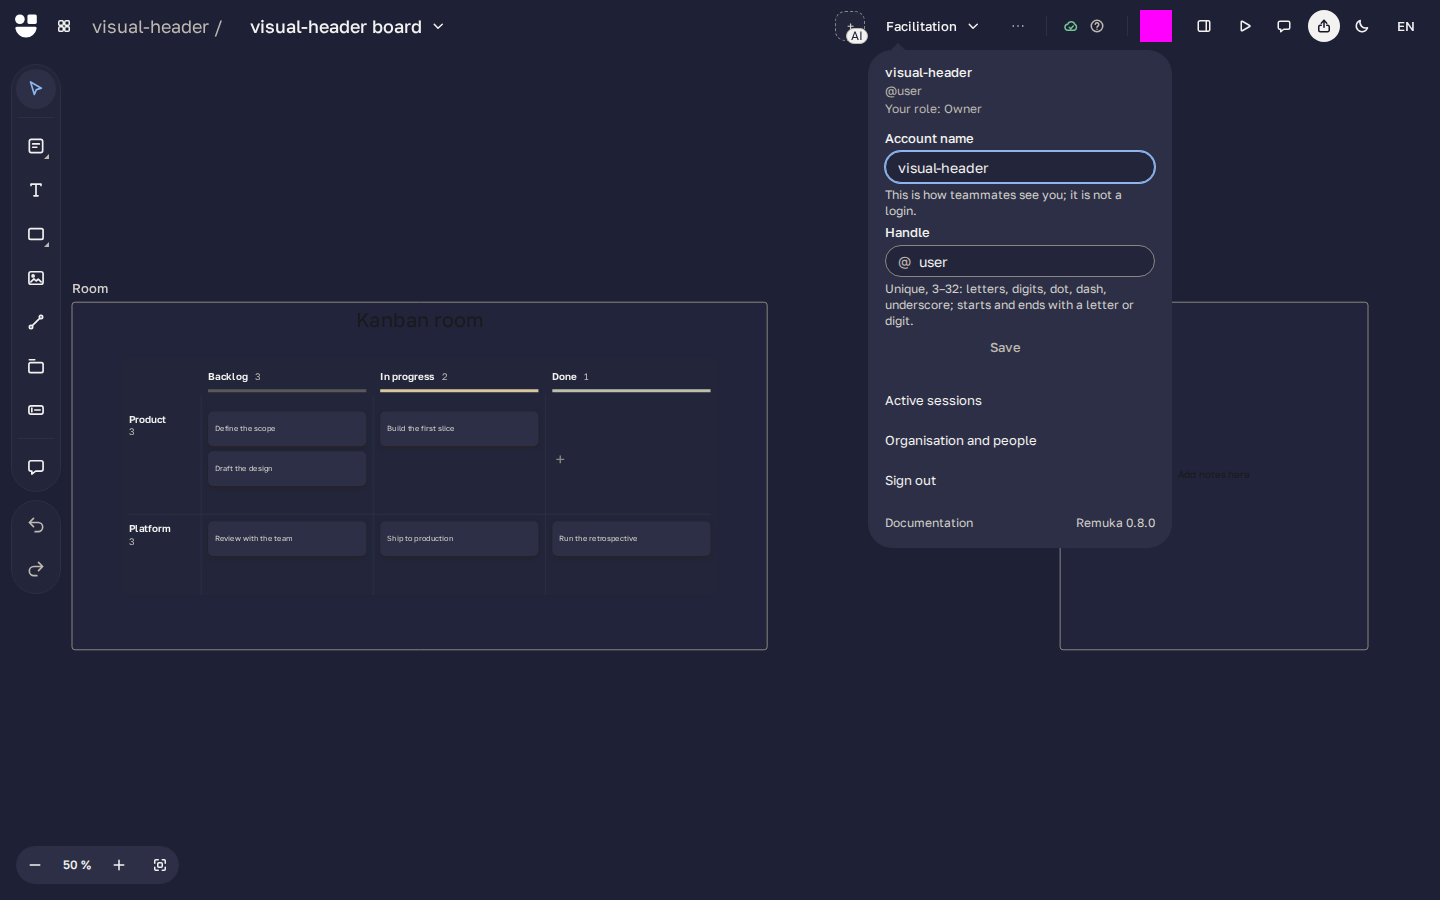 visual-header /
visual-header board
+
AI
Facilitation
EN
visual-header
@user
Your role: Owner
Account name
visual-header
This is how teammates see you; it is not a
login.
Handle
@ user
Unique, 3–32: letters, digits, dot, dash,
underscore; starts and ends with a letter or
digit.
Save
Active sessions
Organisation and people
Sign out
Documentation
Remuka 0.8.0
Room
Kanban room
Backlog 3
In progress 2
Done 1
Product
3
Define the scope
Build the first slice
Draft the design
+
Platform
3
Review with the team
Ship to production
Run the retrospective
Add notes here
50 %